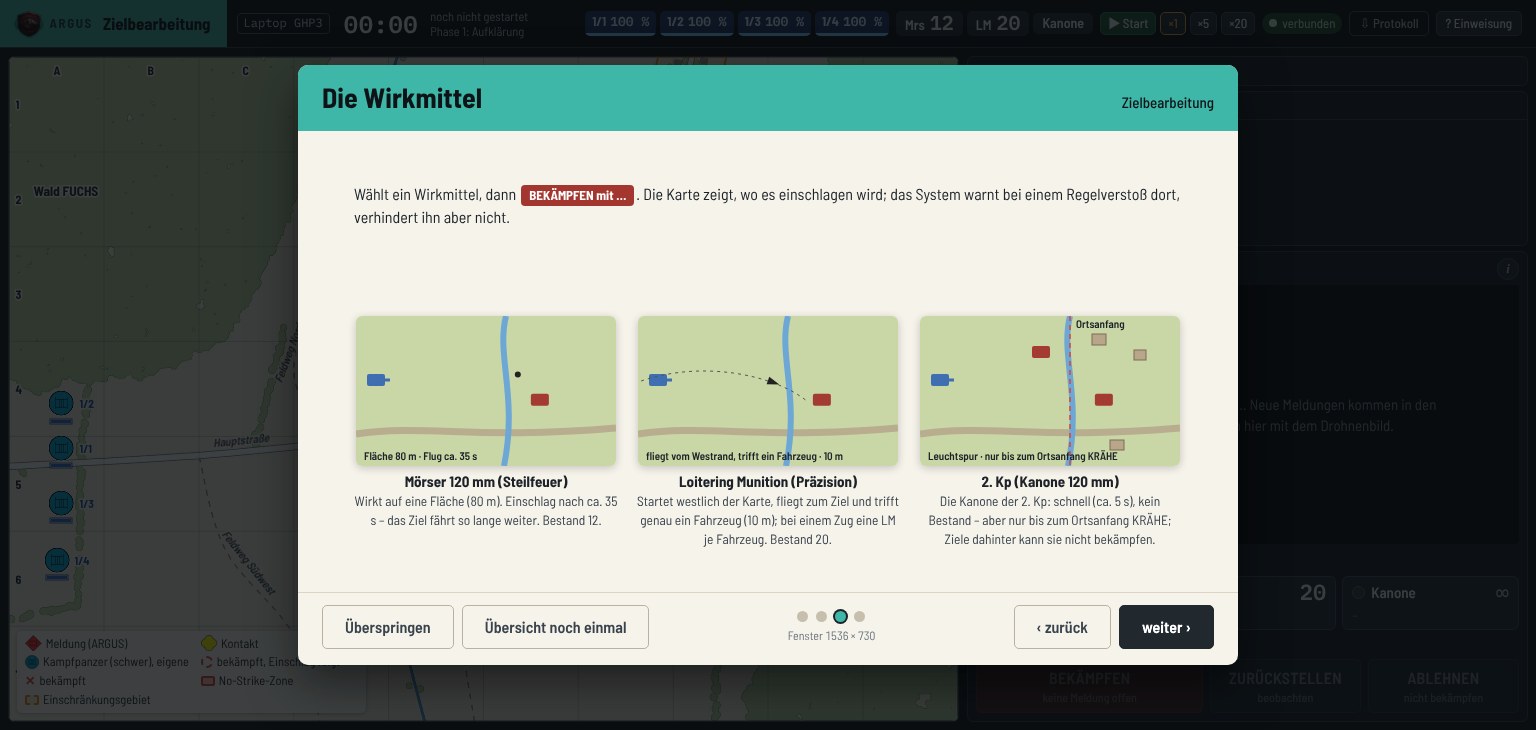 ARGUS Zielbearbeitung
Laptop GHP3
00:00
noch nicht gestartet
Phase 1: Aufklärung
1/1 100 %
1/2 100 %
1/3 100 %
1/4 100 %
Mrs 12
LM 20
Kanone
▶ Start
×1
×5
×20
verbunden
⇩ Protokoll
? Einweisung
A B C
1
2
3
4
5
6
Wald FUCHS
Hauptstraße
Feldweg Südwest
1/2
1/1
1/3
1/4
Meldung (ARGUS)
Kontakt
Kampfpanzer (schwer), eigene
bekämpft
No-Strike-Zone
Einschränkungsgebiet
Die Wirkmittel
Zielbearbeitung
Wählt ein Wirkmittel, dann BEKÄMPFEN mit … . Die Karte zeigt, wo es einschlagen wird; das System warnt bei einem Regelverstoß dort,
verhindert ihn aber nicht.
Fläche 80 m · Flug ca. 35 s
Mörser 120 mm (Steilfeuer)
Wirkt auf eine Fläche (80 m). Einschlag nach ca. 35
s – das Ziel fährt so lange weiter. Bestand 12.
fliegt vom Westrand, trifft ein Fahrzeug · 10 m
Loitering Munition (Präzision)
Startet westlich der Karte, fliegt zum Ziel und trifft
genau ein Fahrzeug (10 m); bei einem Zug eine LM
je Fahrzeug. Bestand 20.
Ortsanfang
Leuchtspur · nur bis zum Ortsanfang KRÄHE
2. Kp (Kanone 120 mm)
Die Kanone der 2. Kp: schnell (ca. 5 s), kein
Bestand – aber nur bis zum Ortsanfang KRÄHE;
Ziele dahinter kann sie nicht bekämpfen.
Überspringen
Übersicht noch einmal
Fenster 1536 × 730
‹ zurück
weiter ›
i
… Neue Meldungen kommen in den
hier mit dem Drohnenbild.
20
Kanone
∞
BEKÄMPFEN
keine Meldung offen
ZURÜCKSTELLEN
beobachten
ABLEHNEN
nicht bekämpfen